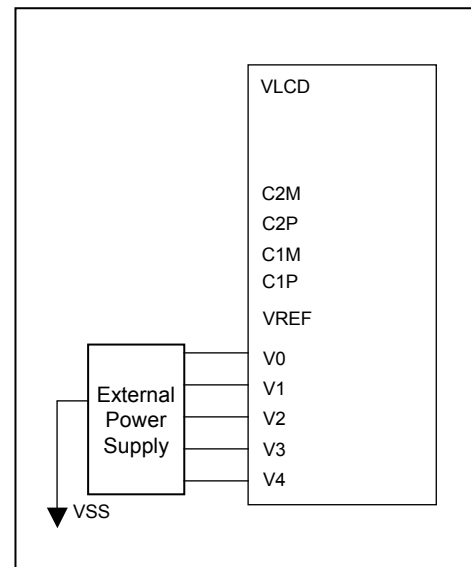 VLCD
C2M
C2P
C1M
C1P
VREF
V0
V1
V2
V3
V4
External
Power
Supply
VSS